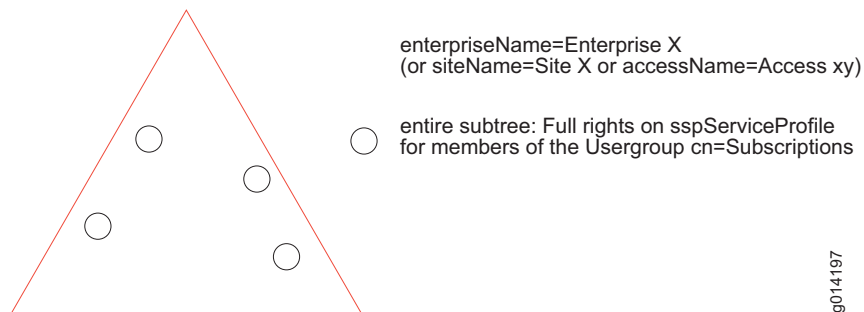 enterpriseName=Enterprise X
(or siteName=Site X or accessName=Access xy)
entire subtree: Full rights on sspServiceProfile
for members of the Usergroup cn=Subscriptions
g014197